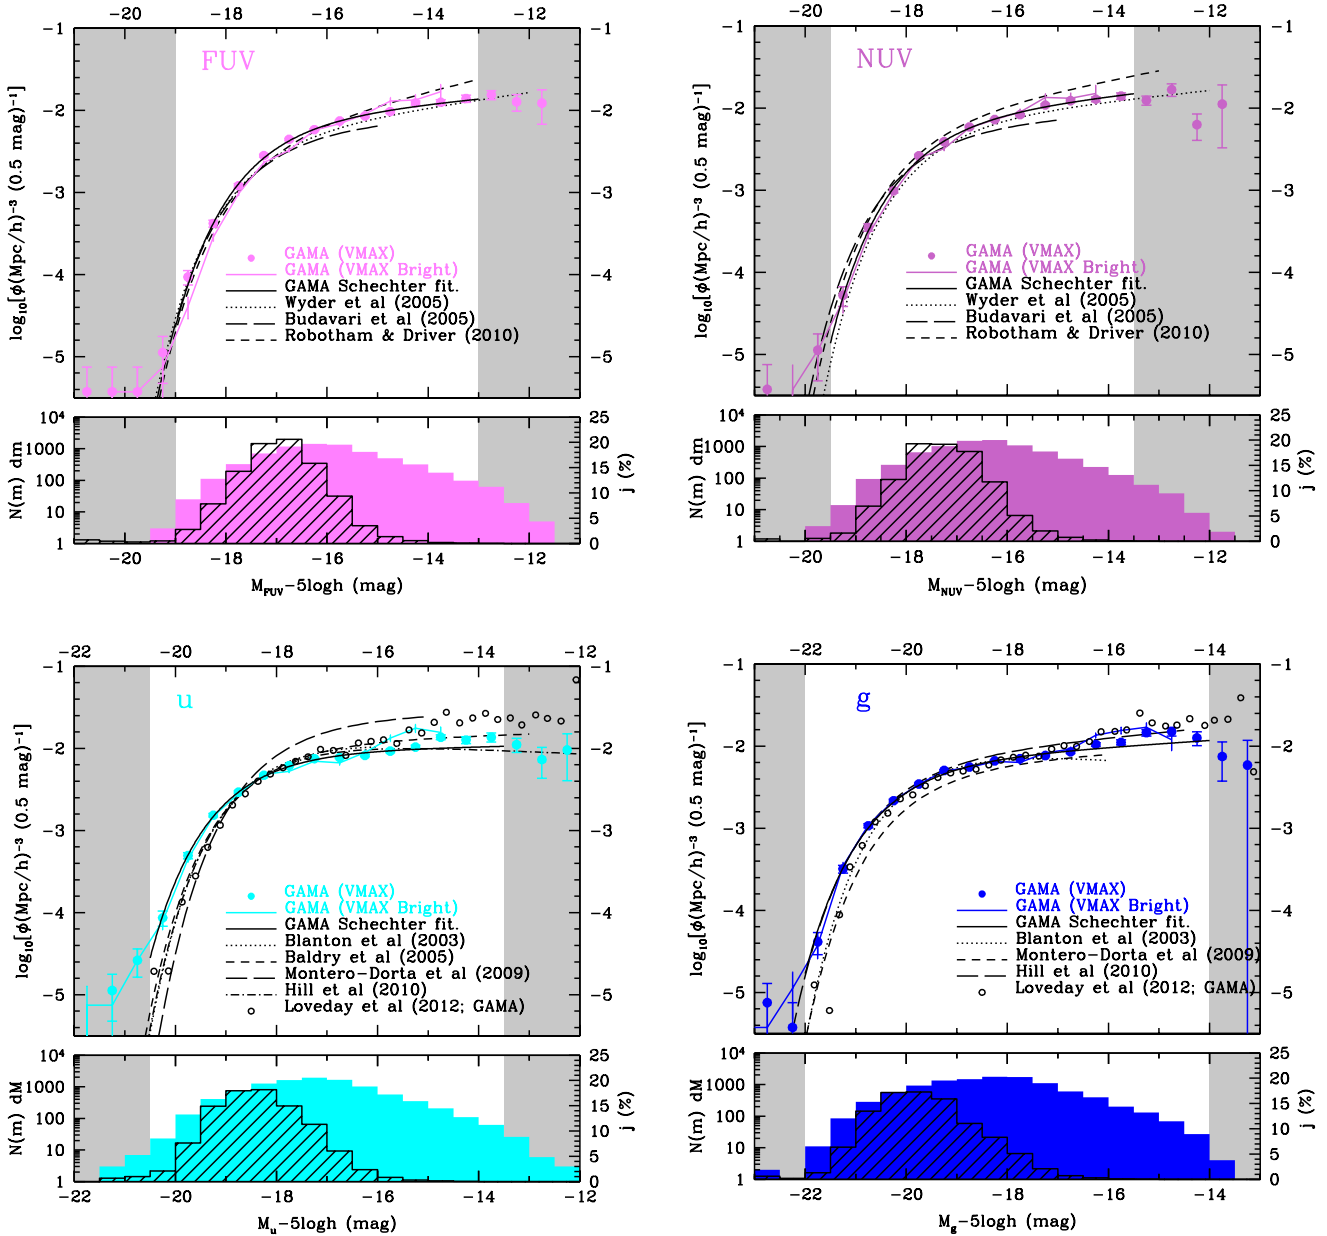 −20 −18 −16 −14 −12
−1 −1
FUV
−2 −2
−3 −3
−4 −4
−5 −5
log₁₀[ϕ(Mpc/h)⁻³ (0.5 mag)⁻¹]
GAMA (VMAX)
GAMA (VMAX Bright)
GAMA Schechter fit.
Wyder et al (2005)
Budavari et al (2005)
Robotham & Driver (2010)
10⁴ 25
1000 20
100 15
10 10
5
1 0
N(m) dm
j (%)
−20 −18 −16 −14 −12
M_FUV−5logh (mag)
−20 −18 −16 −14 −12
−1 −1
NUV
−2 −2
−3 −3
−4 −4
−5 −5
log₁₀[ϕ(Mpc/h)⁻³ (0.5 mag)⁻¹]
GAMA (VMAX)
GAMA (VMAX Bright)
GAMA Schechter fit.
Wyder et al (2005)
Budavari et al (2005)
Robotham & Driver (2010)
10⁴ 25
1000 20
100 15
10 10
5
1 0
N(m) dm
j (%)
−20 −18 −16 −14 −12
M_NUV−5logh (mag)
−22 −20 −18 −16 −14 −12
−1 −1
u
−2 −2
−3 −3
−4 −4
−5 −5
log₁₀[ϕ(Mpc/h)⁻³ (0.5 mag)⁻¹]
GAMA (VMAX)
GAMA (VMAX Bright)
GAMA Schechter fit.
Blanton et al (2003)
Baldry et al (2005)
Montero−Dorta et al (2009)
Hill et al (2010)
Loveday et al (2012; GAMA)
10⁴ 25
1000 20
100 15
10 10
5
1 0
N(m) dM
j (%)
−22 −20 −18 −16 −14 −12
M_u−5logh (mag)
−22 −20 −18 −16 −14
−1 −1
g
−2 −2
−3 −3
−4 −4
−5 −5
log₁₀[ϕ(Mpc/h)⁻³ (0.5 mag)⁻¹]
GAMA (VMAX)
GAMA (VMAX Bright)
GAMA Schechter fit.
Blanton et al (2003)
Montero−Dorta et al (2009)
Hill et al (2010)
Loveday et al (2012; GAMA)
10⁴ 25
1000 20
100 15
10 10
5
1 0
N(m) dM
j (%)
−22 −20 −18 −16 −14
M_g−5logh (mag)